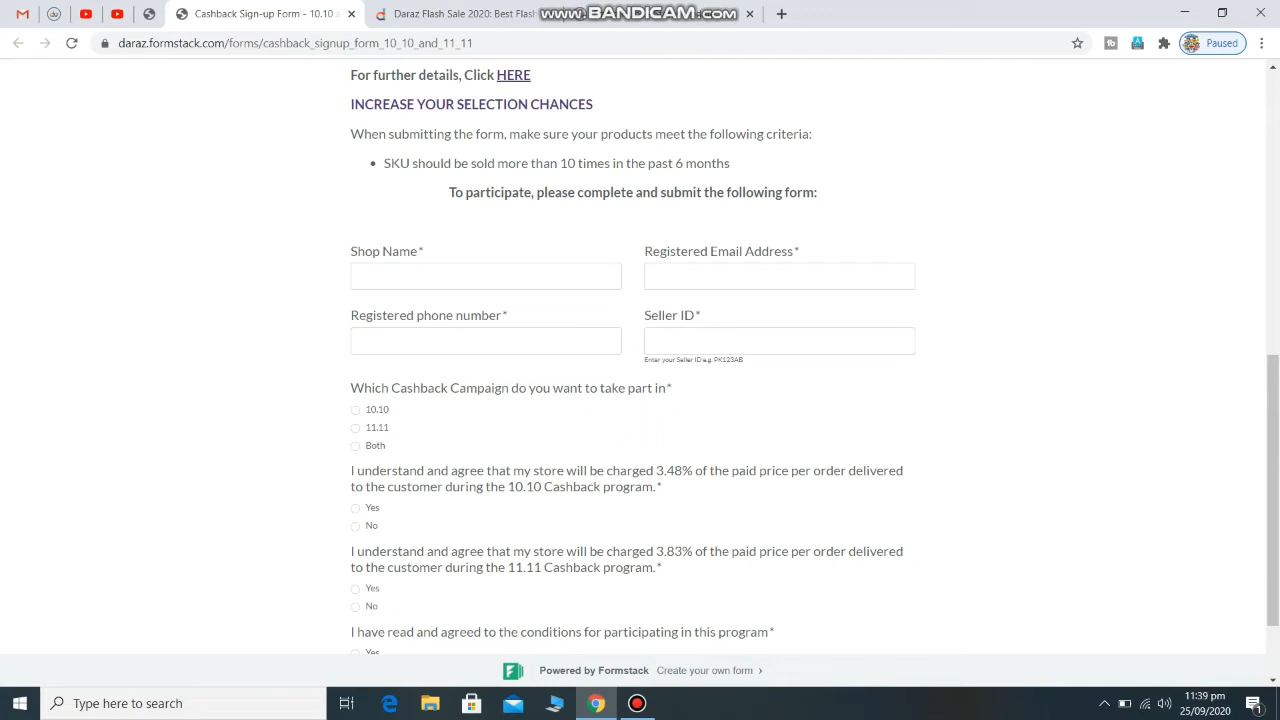 Cashback Sign-up Form - 10.10 a
Daraz Flash Sale 2020: Best Flash
www.BANDICAM.com
daraz.formstack.com/forms/cashback_signup_form_10_10_and_11_11
Paused
For further details, Click HERE
INCREASE YOUR SELECTION CHANCES
When submitting the form, make sure your products meet the following criteria:
• SKU should be sold more than 10 times in the past 6 months
To participate, please complete and submit the following form:
Shop Name*
Registered Email Address*
Registered phone number*
Seller ID*
Enter your Seller ID e.g. PK123AB
Which Cashback Campaign do you want to take part in*
10.10
11.11
Both
I understand and agree that my store will be charged 3.48% of the paid price per order delivered
to the customer during the 10.10 Cashback program.*
Yes
No
I understand and agree that my store will be charged 3.83% of the paid price per order delivered
to the customer during the 11.11 Cashback program.*
Yes
No
I have read and agreed to the conditions for participating in this program*
Yes
Powered by Formstack Create your own form ›
Type here to search
11:39 pm
25/09/2020
1